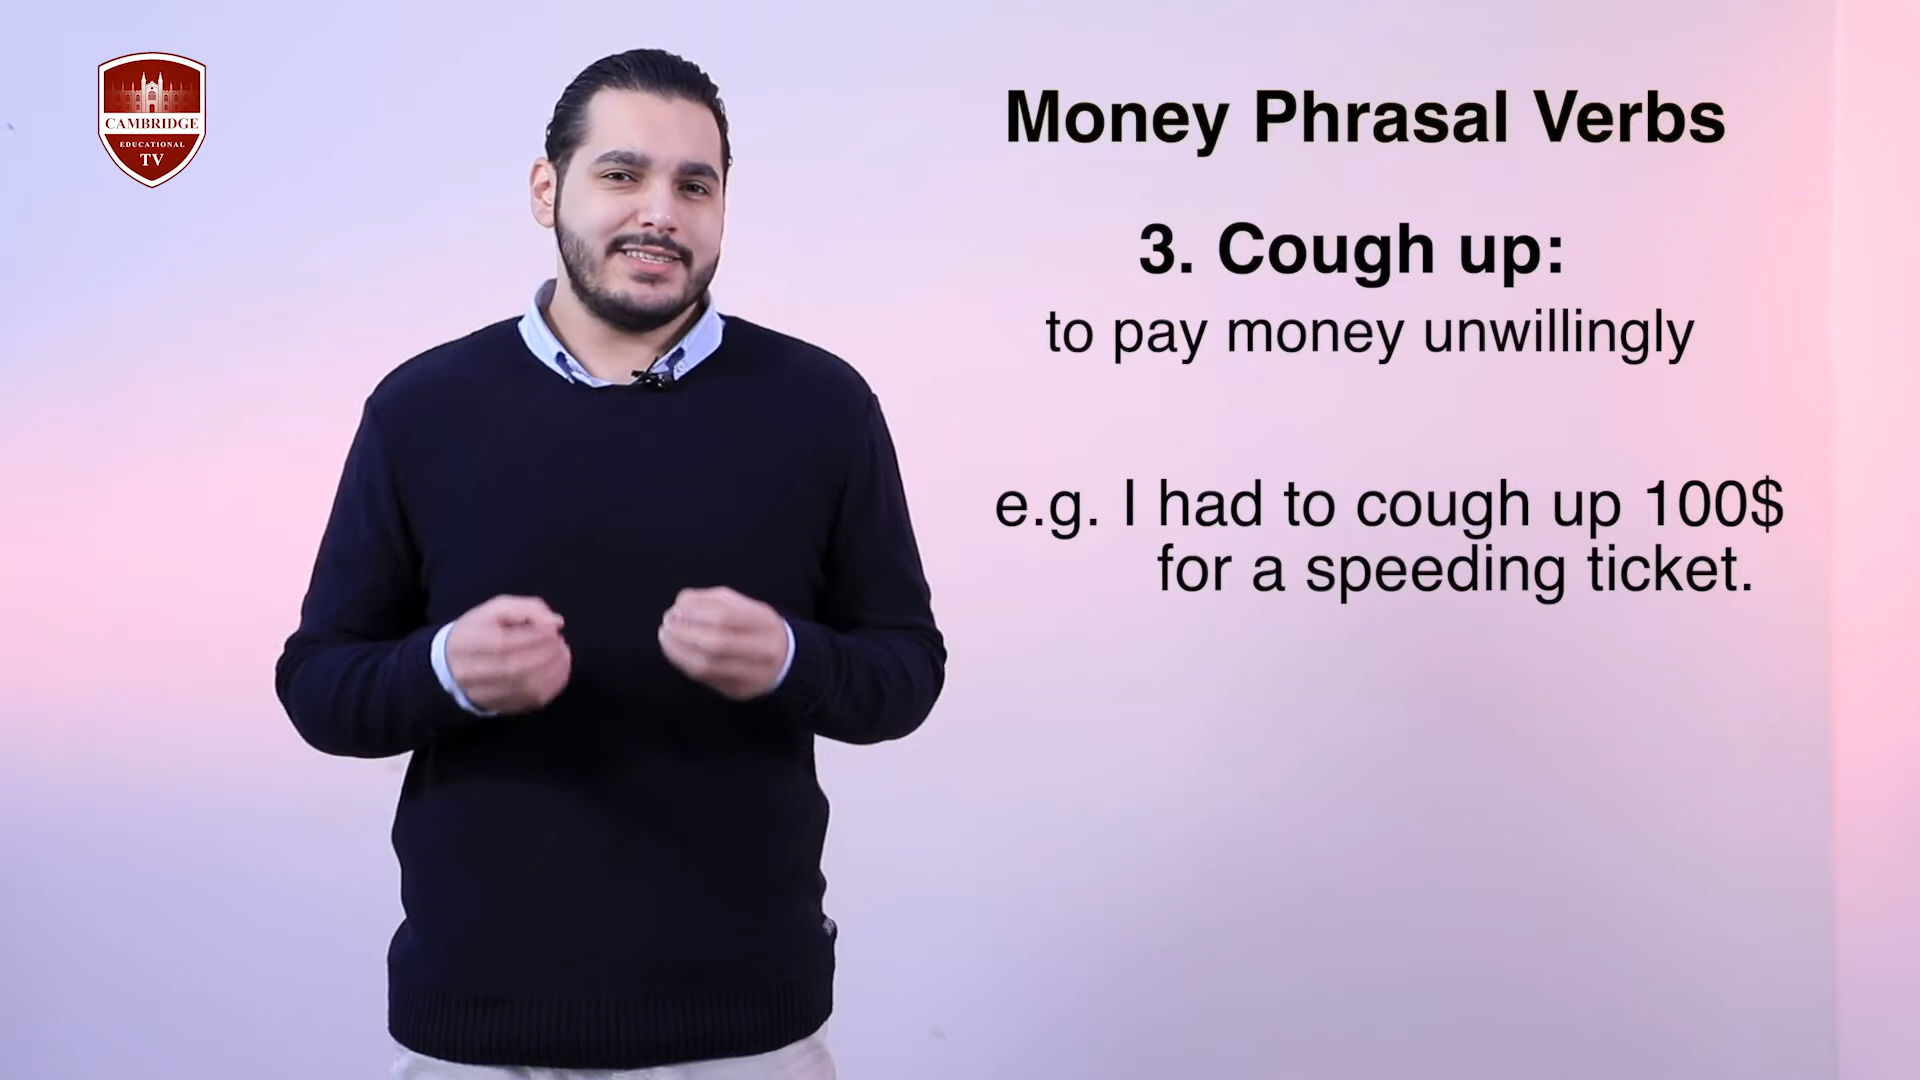 CAMBRIDGE
EDUCATIONAL
TV
Money Phrasal Verbs
3. Cough up:
to pay money unwillingly
e.g. I had to cough up 100$
for a speeding ticket.